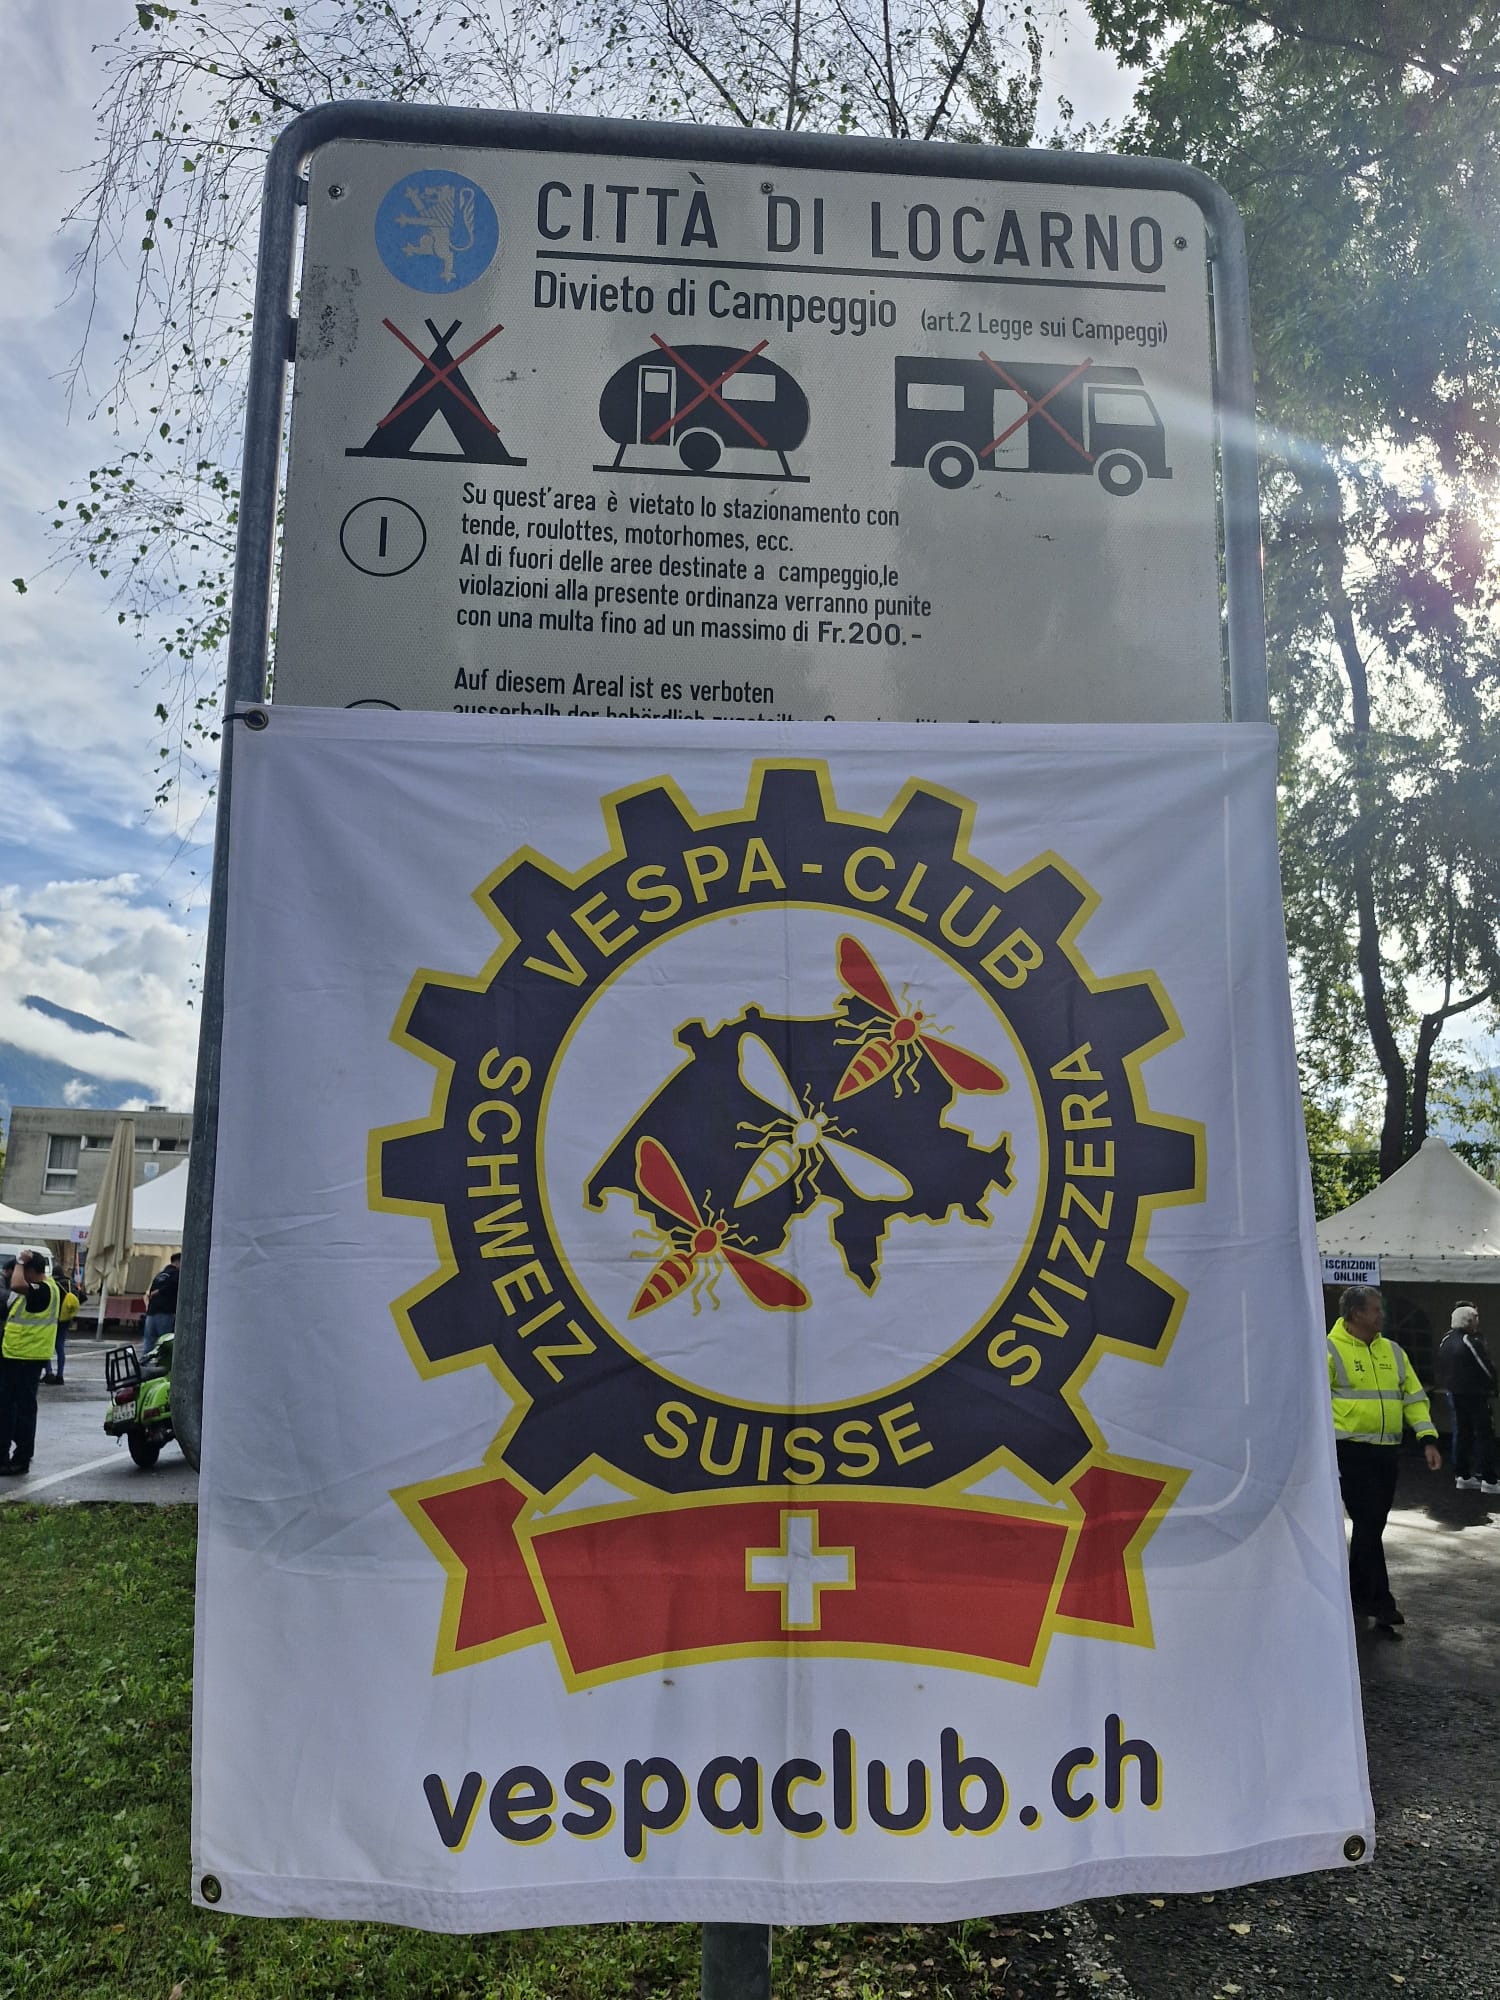 CITTÀ DI LOCARNO
Divieto di Campeggio (art.2 Legge sui Campeggi)
I
Su quest'area è vietato lo stazionamento con
tende, roulottes, motorhomes, ecc.
Al di fuori delle aree destinate a campeggio,le
violazioni alla presente ordinanza verranno punite
con una multa fino ad un massimo di Fr.200.-
Auf diesem Areal ist es verboten
ausserhalb der behördlich
VESPA-CLUB
SCHWEIZ
SVIZZERA
SUISSE
vespaclub.ch
ISCRIZIONI
ONLINE